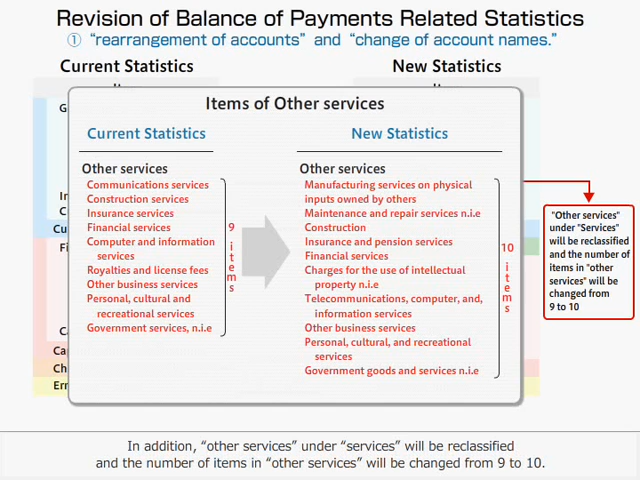 Revision of Balance of Payments Related Statistics
① “rearrangement of accounts” and “change of account names.”
Current Statistics
New Statistics
Items of Other services
Current Statistics
Other services
Communications services
Construction services
Insurance services
Financial services
Computer and information
services
Royalties and license fees
Other business services
Personal, cultural and
recreational services
Government services, n.i.e
9 items
New Statistics
Other services
Manufacturing services on physical
inputs owned by others
Maintenance and repair services n.i.e
Construction
Insurance and pension services
Financial services
Charges for the use of intellectual
property n.i.e
Telecommunications, computer, and,
information services
Other business services
Personal, cultural, and recreational
services
Government goods and services n.i.e
10 items
"Other services"
under "Services"
will be reclassified
and the number of
items in "other
services" will be
changed from
9 to 10
In addition, “other services” under “services” will be reclassified
and the number of items in “other services” will be changed from 9 to 10.